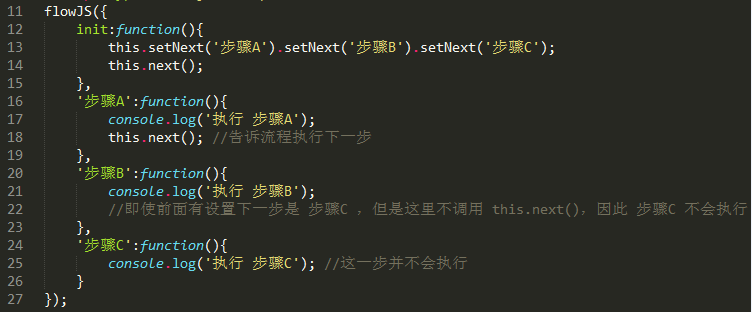 11 flowJS({
12     init:function(){
13         this.setNext('步骤A').setNext('步骤B').setNext('步骤C');
14         this.next();
15     },
16     '步骤A':function(){
17         console.log('执行 步骤A');
18         this.next(); //告诉流程执行下一步
19     },
20     '步骤B':function(){
21         console.log('执行 步骤B');
22         //即使前面有设置下一步是 步骤C ，但是这里不调用 this.next()，因此 步骤C 不会执行
23     },
24     '步骤C':function(){
25         console.log('执行 步骤C'); //这一步并不会执行
26     }
27 });